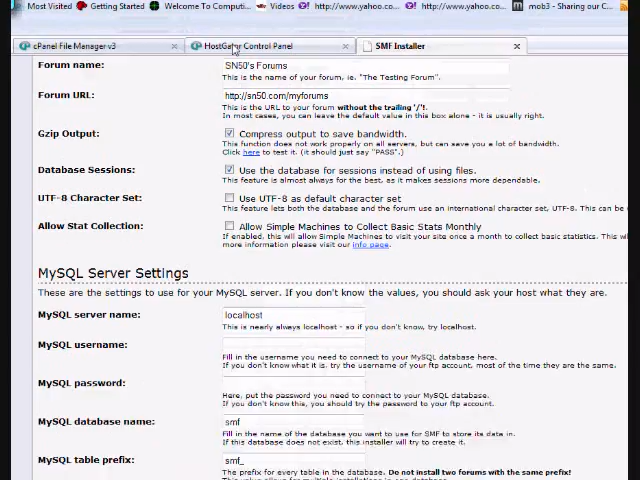 Most Visited Getting Started Welcome To Computi... Videos http://www.yahoo.co... http://www.yahoo.co... mob3 - Sharing our C...
cPanel File Manager v3 HostGator Control Panel SMF Installer
Forum name: SN50's Forums
This is the name of your forum, ie. "The Testing Forum".
Forum URL: http://sn50.com/myforums
This is the URL to your forum without the trailing '/'!.
In most cases, you can leave the default value in this box alone - it is usually right.
Gzip Output: Compress output to save bandwidth.
This function does not work properly on all servers, but can save you a lot of bandwidth.
Click here to test it. (it should just say "PASS".)
Database Sessions: Use the database for sessions instead of using files.
This feature is almost always for the best, as it makes sessions more dependable.
UTF-8 Character Set: Use UTF-8 as default character set
This feature lets both the database and the forum use an international character set, UTF-8. This can be
Allow Stat Collection: Allow Simple Machines to Collect Basic Stats Monthly
If enabled, this will allow Simple Machines to visit your site once a month to collect basic statistics. This wil
more information please visit our info page.
MySQL Server Settings
These are the settings to use for your MySQL server. If you don't know the values, you should ask your host what they are.
MySQL server name: localhost
This is nearly always localhost - so if you don't know, try localhost.
MySQL username:
Fill in the username you need to connect to your MySQL database here.
If you don't know what it is, try the username of your ftp account, most of the time they are the same.
MySQL password:
Here, put the password you need to connect to your MySQL database.
If you don't know this, you should try the password to your ftp account.
MySQL database name: smf
Fill in the name of the database you want to use for SMF to store its data in.
If this database does not exist, this installer will try to create it.
MySQL table prefix: smf_
The prefix for every table in the database. Do not install two forums with the same prefix!